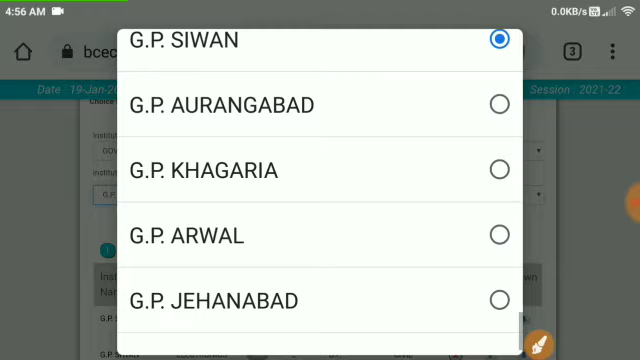 4:56 AM
0.0KB/s
bcec
3
Date : 19-Jan-20
Session : 2021-22
G.P. SIWAN
G.P. AURANGABAD
G.P. KHAGARIA
G.P. ARWAL
G.P. JEHANABAD